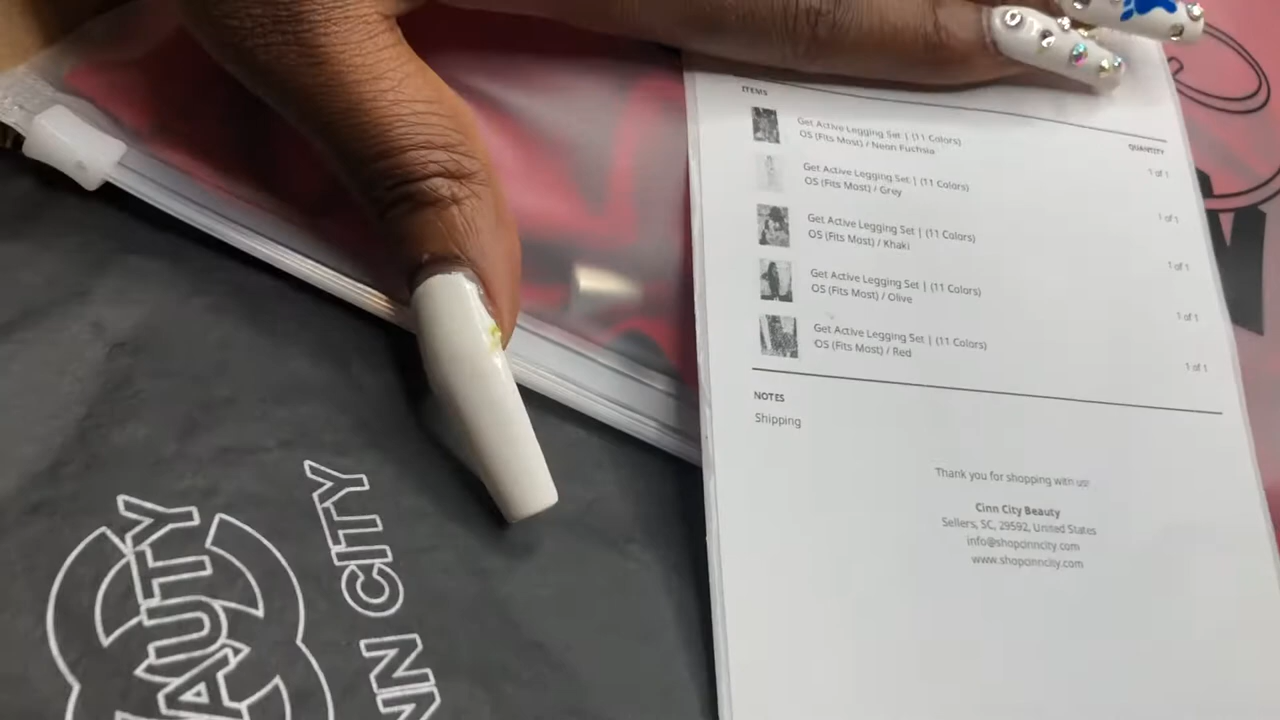 ITEMS
QUANTITY
Get Active Legging Set | (11 Colors)
OS (Fits Most) / Neon Fuchsia
1 of 1
Get Active Legging Set | (11 Colors)
OS (Fits Most) / Grey
1 of 1
Get Active Legging Set | (11 Colors)
OS (Fits Most) / Khaki
1 of 1
Get Active Legging Set | (11 Colors)
OS (Fits Most) / Olive
1 of 1
Get Active Legging Set | (11 Colors)
OS (Fits Most) / Red
1 of 1
NOTES
Shipping
Thank you for shopping with us!
Cinn City Beauty
Sellers, SC, 29592, United States
info@shopcinncity.com
www.shopcinncity.com
AUTY
NN CITY